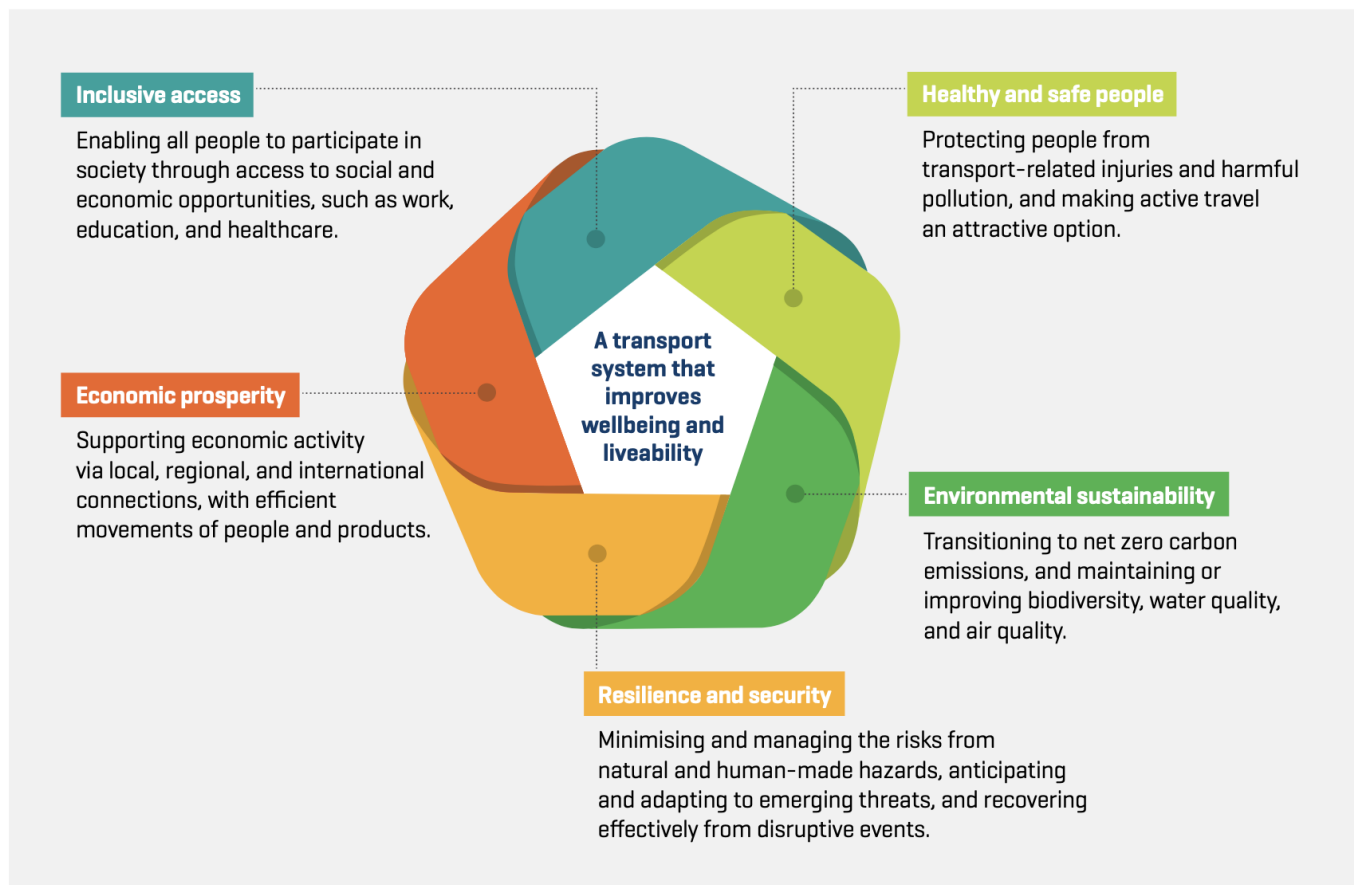 Inclusive access
Enabling all people to participate in
society through access to social and
economic opportunities, such as work,
education, and healthcare.
Healthy and safe people
Protecting people from
transport-related injuries and harmful
pollution, and making active travel
an attractive option.
A transport
system that
improves
wellbeing and
liveability
Economic prosperity
Supporting economic activity
via local, regional, and international
connections, with efficient
movements of people and products.
Environmental sustainability
Transitioning to net zero carbon
emissions, and maintaining or
improving biodiversity, water quality,
and air quality.
Resilience and security
Minimising and managing the risks from
natural and human-made hazards, anticipating
and adapting to emerging threats, and recovering
effectively from disruptive events.